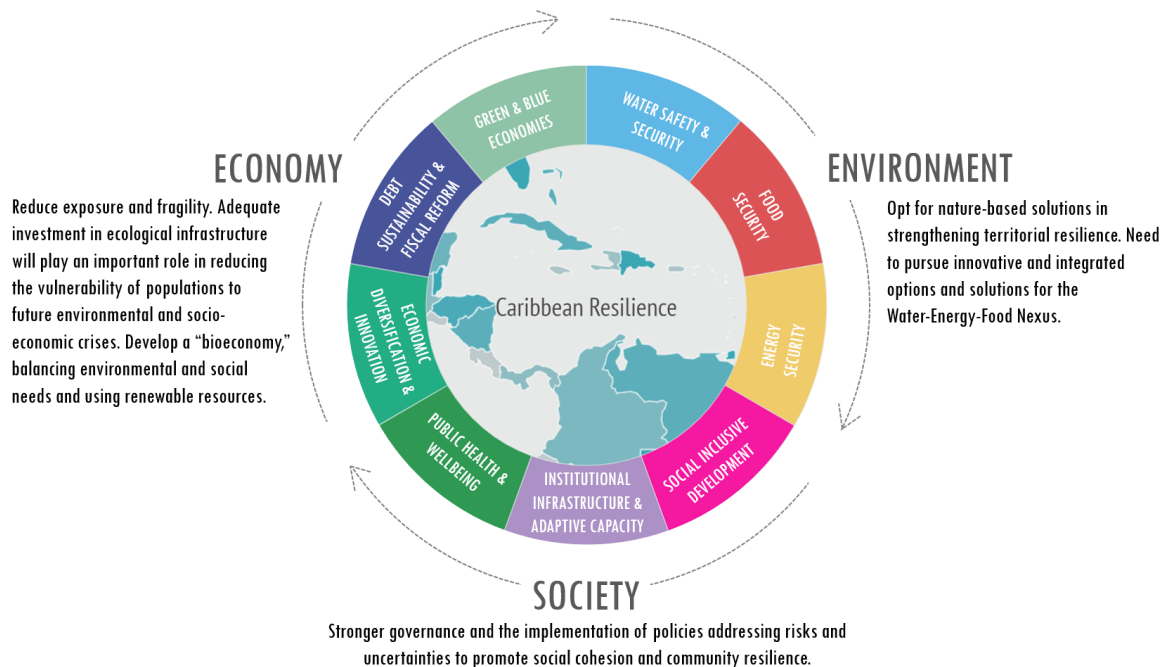 GREEN & BLUE
ECONOMIES
WATER SAFETY &
SECURITY
FOOD
SECURITY
ENERGY
SECURITY
SOCIAL INCLUSIVE
DEVELOPMENT
INSTITUTIONAL
INFRASTRUCTURE &
ADAPTIVE CAPACITY
PUBLIC HEALTH &
WELLBEING
ECONOMIC
DIVERSIFICATION &
INNOVATION
DEBT
SUSTAINABILITY &
FISCAL REFORM
Caribbean Resilience
ECONOMY
Reduce exposure and fragility. Adequate
investment in ecological infrastructure
will play an important role in reducing
the vulnerability of populations to
future environmental and socio-
economic crises. Develop a “bioeconomy,”
balancing environmental and social
needs and using renewable resources.
ENVIRONMENT
Opt for nature-based solutions in
strengthening territorial resilience. Need
to pursue innovative and integrated
options and solutions for the
Water-Energy-Food Nexus.
SOCIETY
Stronger governance and the implementation of policies addressing risks and
uncertainties to promote social cohesion and community resilience.